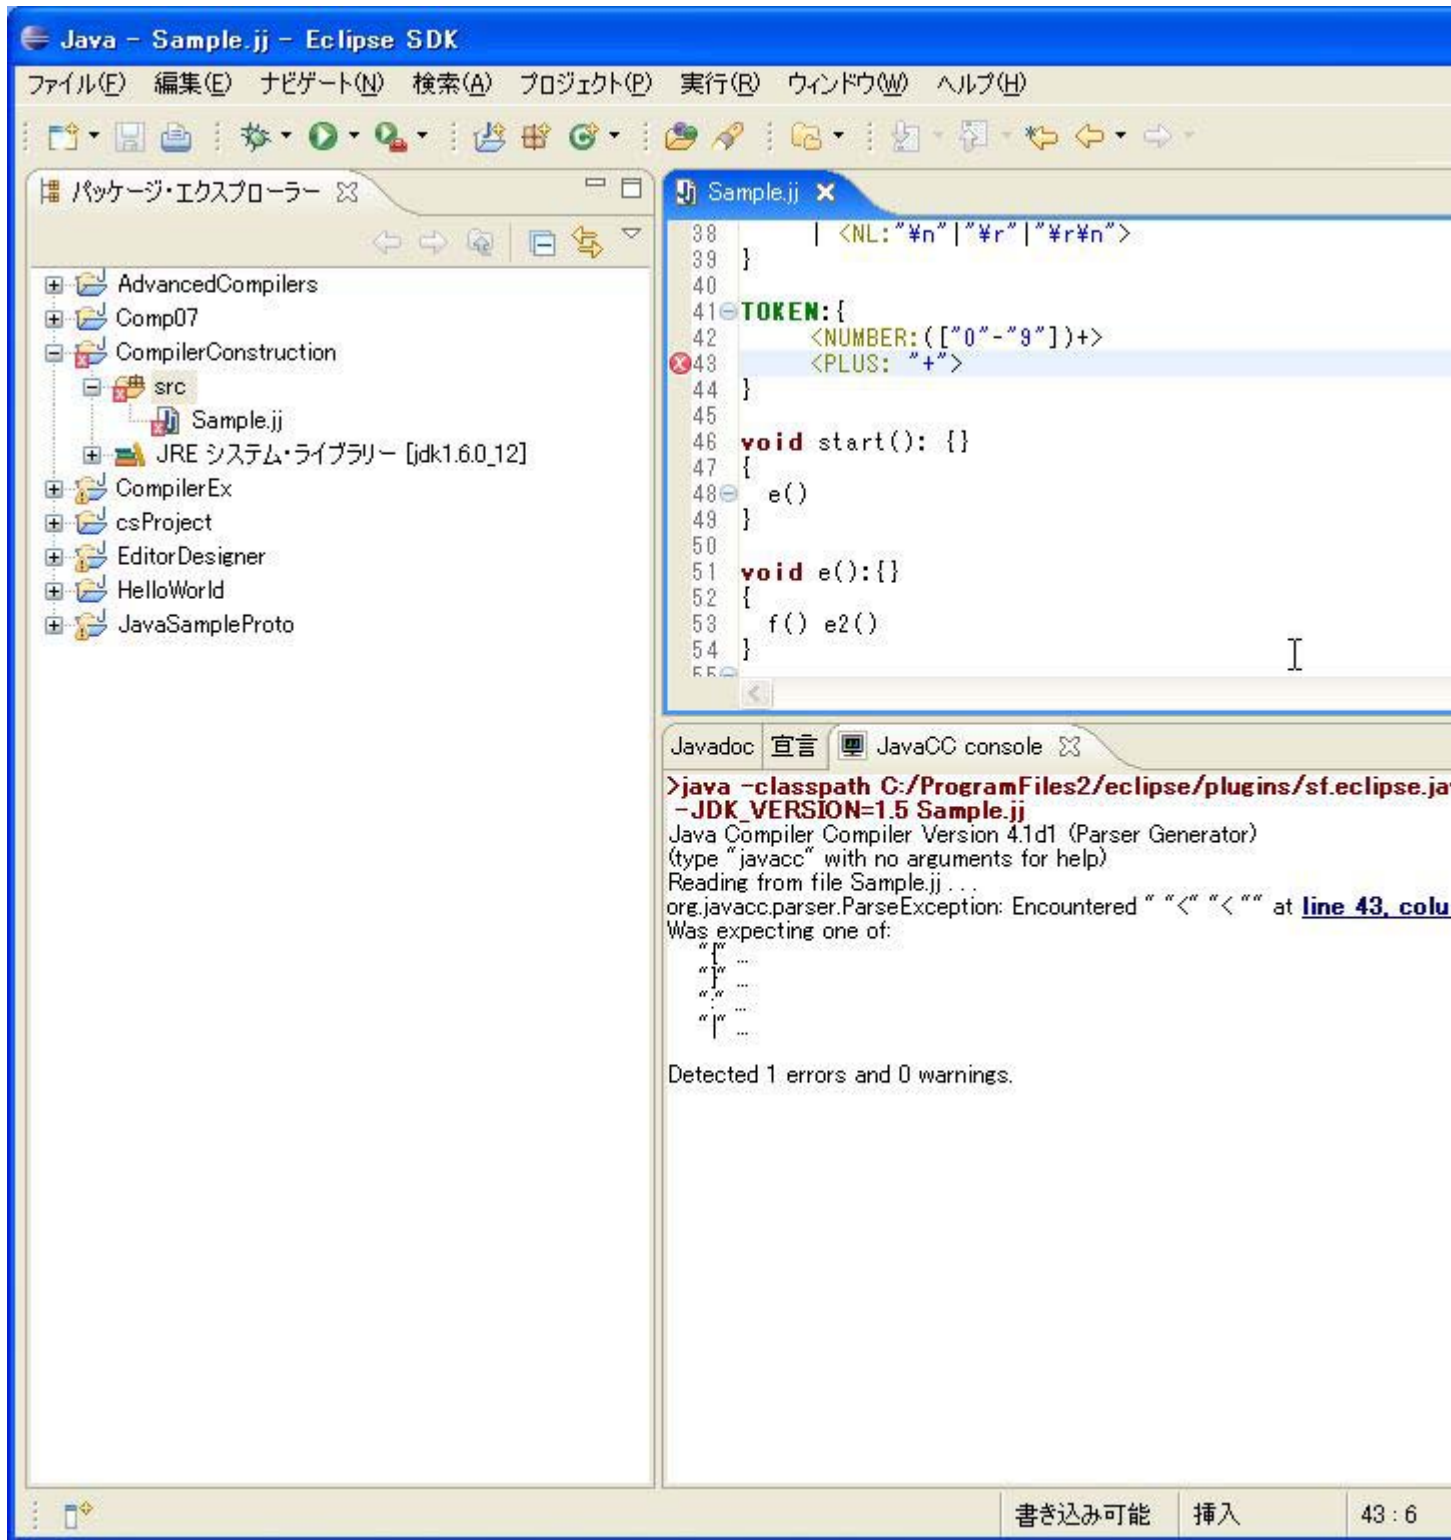 Java - Sample.jj - Eclipse SDK
ファイル(F) 編集(E) ナビゲート(N) 検索(A) プロジェクト(P) 実行(R) ウィンドウ(W) ヘルプ(H)
パッケージ・エクスプローラー
AdvancedCompilers
Comp07
CompilerConstruction
src
Sample.jj
JRE システム・ライブラリー [jdk1.6.0_12]
CompilerEx
csProject
EditorDesigner
HelloWorld
JavaSampleProto
Sample.jj
38 | <NL:"¥n"|"¥r"|"¥r¥n">
39 }
40
41 TOKEN:{
42 <NUMBER:(["0"-"9"])+>
43 <PLUS: "+">
44 }
45
46 void start(): {}
47 {
48 e()
49 }
50
51 void e():{}
52 {
53 f() e2()
54 }
55
Javadoc 宣言 JavaCC console
>java -classpath C:/ProgramFiles2/eclipse/plugins/sf.eclipse.ja
-JDK_VERSION=1.5 Sample.jj
Java Compiler Compiler Version 4.1d1 (Parser Generator)
(type "javacc" with no arguments for help)
Reading from file Sample.jj . . .
org.javacc.parser.ParseException: Encountered " "<" "< "" at line 43, colu
Was expecting one of:
"{" ...
"}" ...
":" ...
"|" ...
Detected 1 errors and 0 warnings.
書き込み可能 挿入 43 : 6